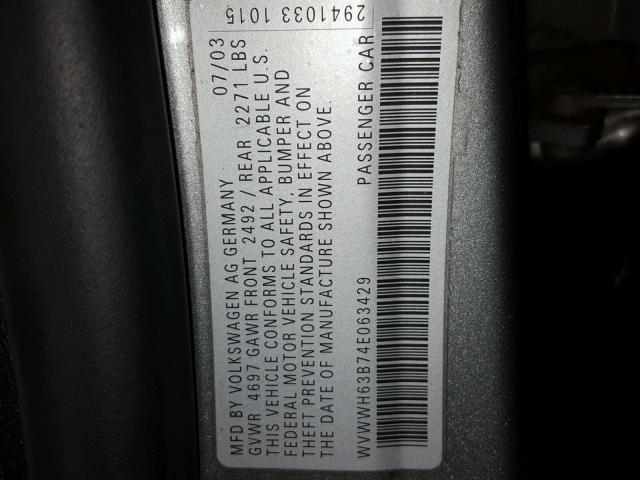 2941033 1015
MFD BY VOLKSWAGEN AG GERMANY 07/03
GVWR 4697 GAWR FRONT 2492 / REAR 2271 LBS
THIS VEHICLE CONFORMS TO ALL APPLICABLE U.S.
FEDERAL MOTOR VEHICLE SAFETY, BUMPER AND
THEFT PREVENTION STANDARDS IN EFFECT ON
THE DATE OF MANUFACTURE SHOWN ABOVE.
WVWWH63B74E063429 PASSENGER CAR